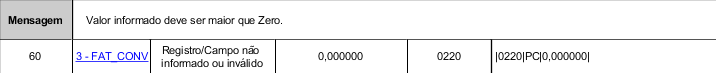 Mensagem Valor informado deve ser maior que Zero.
60 3 - FAT_CONV Registro/Campo não informado ou inválido 0,000000 0220 |0220|PC|0,000000|